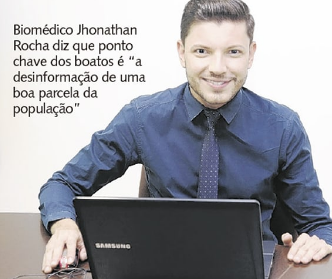 Biomédico Jhonathan
Rocha diz que ponto
chave dos boatos é “a
desinformação de uma
boa parcela da
população”
SAMSUNG